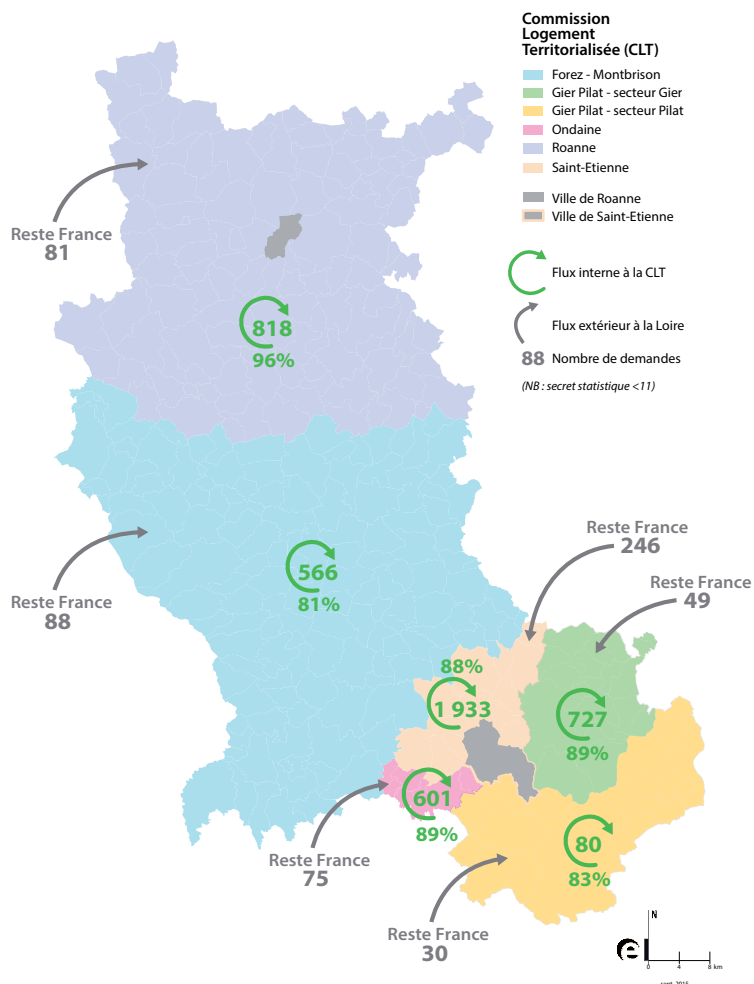 Commission
Logement
Territorialisée (CLT)
Forez - Montbrison
Gier Pilat - secteur Gier
Gier Pilat - secteur Pilat
Ondaine
Roanne
Saint-Etienne
Ville de Roanne
Ville de Saint-Etienne
Flux interne à la CLT
Flux extérieur à la Loire
88 Nombre de demandes
(NB : secret statistique <11)
Reste France
81
818
96%
Reste France
246
566
81%
Reste France
49
Reste France
88
88%
1 933
727
89%
601
89%
80
83%
Reste France
75
Reste France
30
N
0 4 8 km
sept. 2015